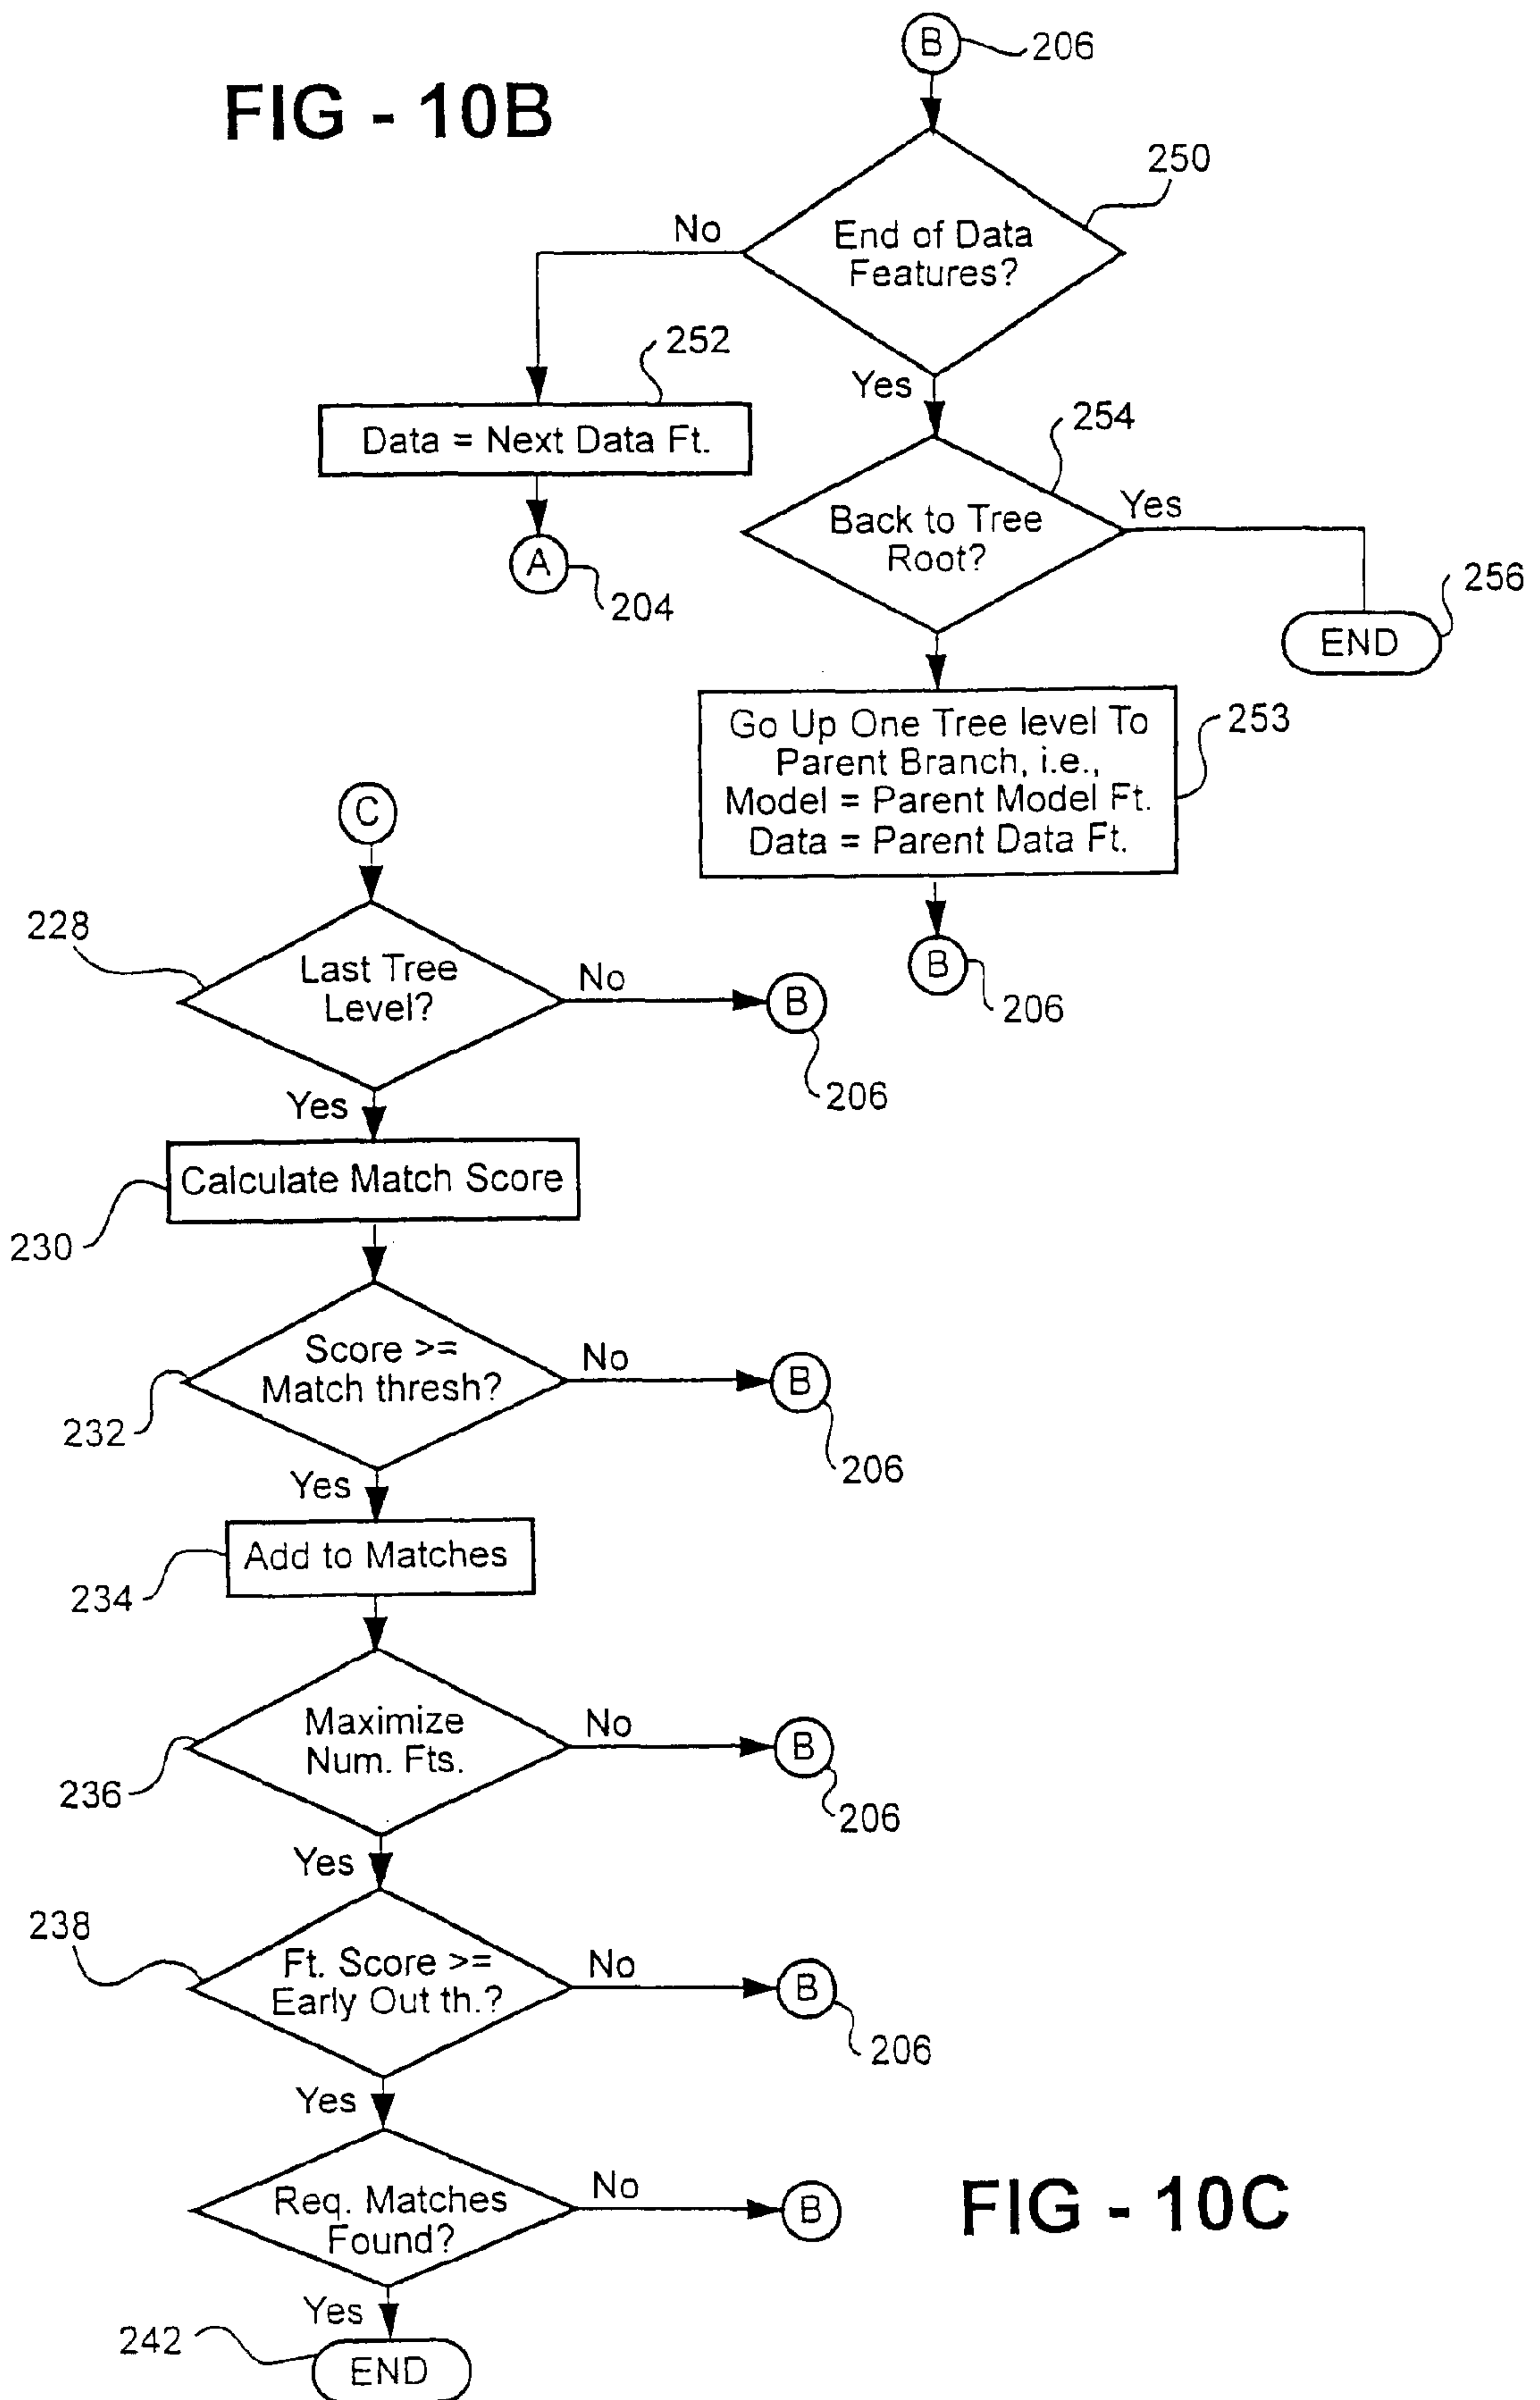 FIG - 10B
B
206
250
End of Data
Features?
No
Yes
252
Data = Next Data Ft.
A
204
254
Back to Tree
Root?
Yes
256
END
Go Up One Tree level To
Parent Branch, i.e.,
Model = Parent Model Ft.
Data = Parent Data Ft.
253
B
206
C
228
Last Tree
Level?
No
B
206
Yes
Calculate Match Score
230
Score >=
Match thresh?
No
B
232
206
Yes
Add to Matches
234
Maximize
Num. Fts.
No
B
236
206
Yes
238
Ft. Score >=
Early Out th.?
No
B
206
Yes
Req. Matches
Found?
No
B
FIG - 10C
Yes
242
END